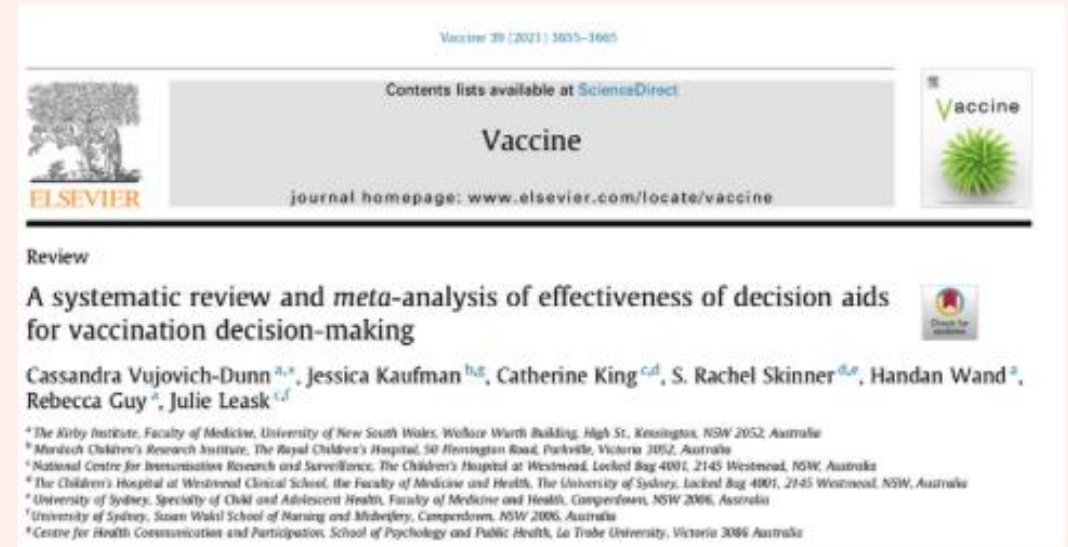 Vaccine 39 (2021) 3655–3665
Contents lists available at ScienceDirect
Vaccine
journal homepage: www.elsevier.com/locate/vaccine
ELSEVIER
Vaccine
Review
A systematic review and meta-analysis of effectiveness of decision aids
for vaccination decision-making
Check for
updates
Cassandra Vujovich-Dunn a,*, Jessica Kaufman b,g, Catherine King c,d, S. Rachel Skinner d,e, Handan Wand a,
Rebecca Guy a, Julie Leask c,f
a The Kirby Institute, Faculty of Medicine, University of New South Wales, Wallace Wurth Building, High St., Kensington, NSW 2052, Australia
b Murdoch Children's Research Institute, The Royal Children's Hospital, 50 Flemington Road, Parkville, Victoria 3052, Australia
c National Centre for Immunisation Research and Surveillance, The Children's Hospital at Westmead, Locked Bag 4001, 2145 Westmead, NSW, Australia
d The Children's Hospital at Westmead Clinical School, the Faculty of Medicine and Health, The University of Sydney, Locked Bag 4001, 2145 Westmead, NSW, Australia
e University of Sydney, Specialty of Child and Adolescent Health, Faculty of Medicine and Health, Camperdown, NSW 2006, Australia
f University of Sydney, Susan Wakil School of Nursing and Midwifery, Camperdown, NSW 2006, Australia
g Centre for Health Communication and Participation, School of Psychology and Public Health, La Trobe University, Victoria 3086 Australia